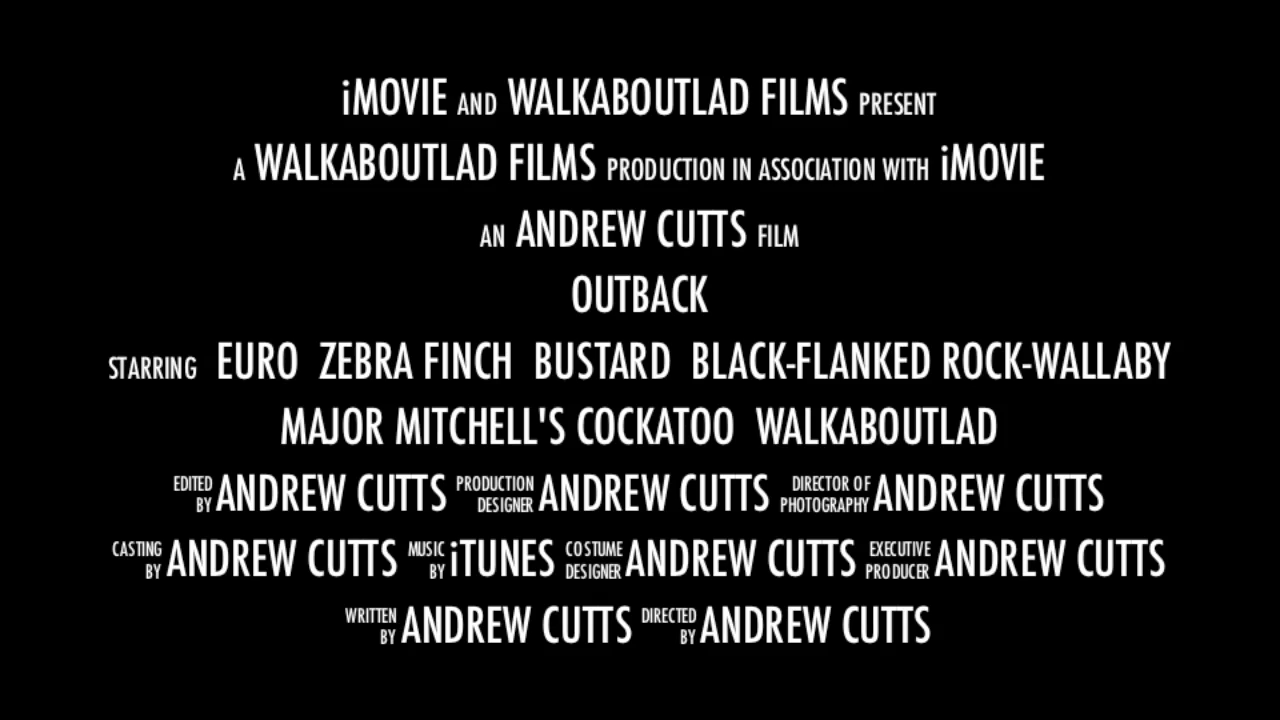 iMOVIE AND WALKABOUTLAD FILMS PRESENT
A WALKABOUTLAD FILMS PRODUCTION IN ASSOCIATION WITH iMOVIE
AN ANDREW CUTTS FILM
OUTBACK
STARRING EURO ZEBRA FINCH BUSTARD BLACK-FLANKED ROCK-WALLABY
MAJOR MITCHELL'S COCKATOO WALKABOUTLAD
EDITED BY ANDREW CUTTS PRODUCTION DESIGNER ANDREW CUTTS DIRECTOR OF PHOTOGRAPHY ANDREW CUTTS
CASTING BY ANDREW CUTTS MUSIC BY iTUNES COSTUME DESIGNER ANDREW CUTTS EXECUTIVE PRODUCER ANDREW CUTTS
WRITTEN BY ANDREW CUTTS DIRECTED BY ANDREW CUTTS